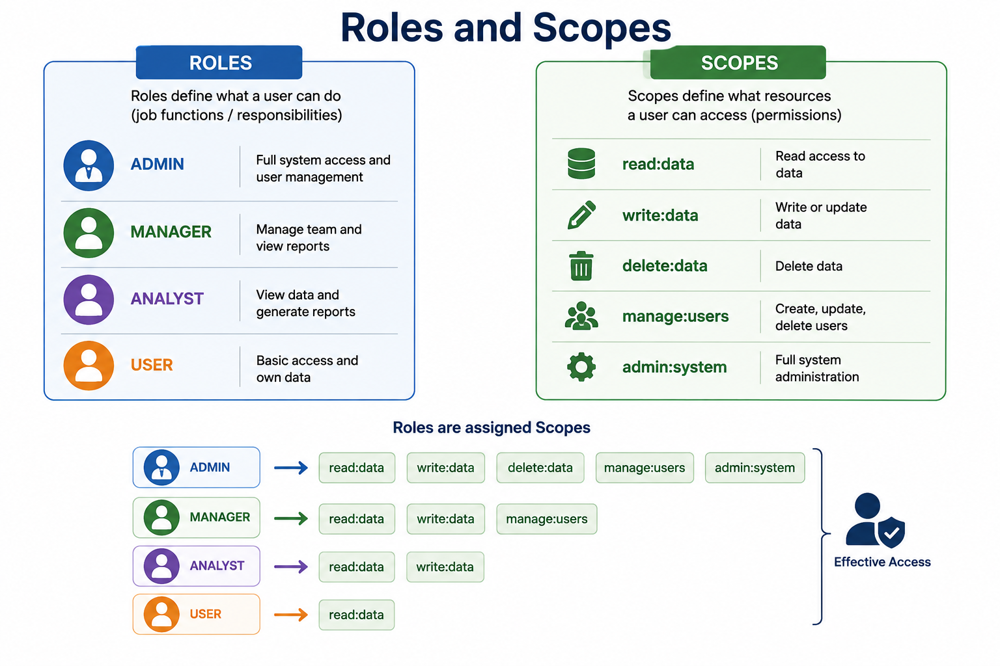 Roles and Scopes
ROLES
Roles define what a user can do
(job functions / responsibilities)
ADMIN
Full system access and
user management
MANAGER
Manage team and
view reports
ANALYST
View data and
generate reports
USER
Basic access and
own data
SCOPES
Scopes define what resources
a user can access (permissions)
read:data
Read access to
data
write:data
Write or update
data
delete:data
Delete data
manage:users
Create, update,
delete users
admin:system
Full system
administration
Roles are assigned Scopes
ADMIN read:data write:data delete:data manage:users admin:system
MANAGER read:data write:data manage:users
ANALYST read:data write:data
USER read:data
Effective Access